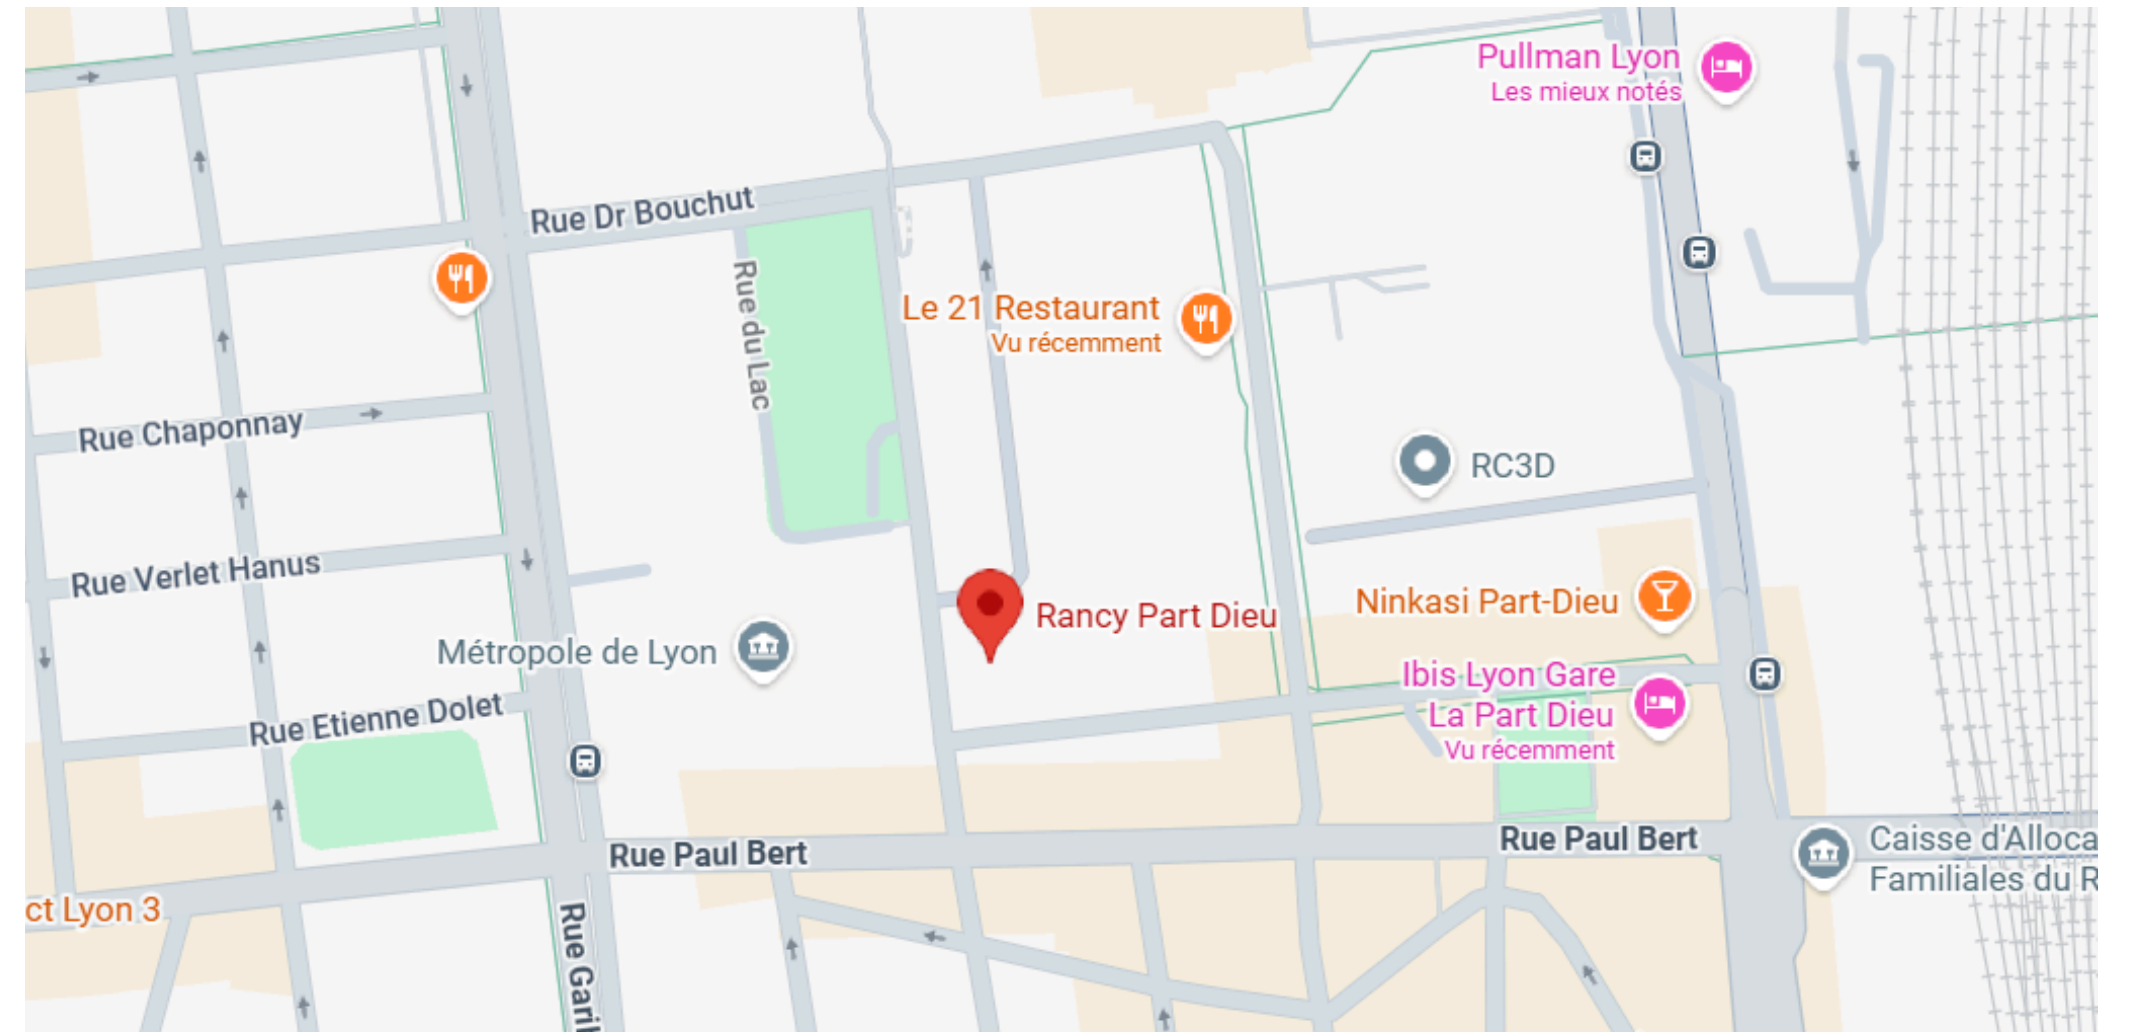 Pullman Lyon
Les mieux notés
Rue Dr Bouchut
Rue du Lac
Le 21 Restaurant
Vu récemment
Rue Chaponnay
RC3D
Rue Verlet Hanus
Ninkasi Part-Dieu
Rancy Part Dieu
Métropole de Lyon
Ibis Lyon Gare
La Part Dieu
Vu récemment
Rue Etienne Dolet
Rue Paul Bert
Rue Paul Bert
Caisse d'Alloca
Familiales du R
ct Lyon 3
Rue Garib